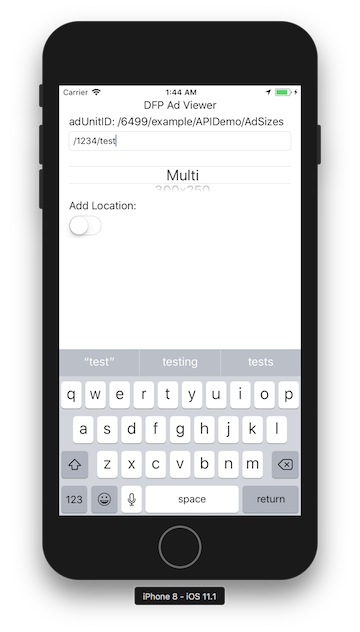 Carrier 1:44 AM
DFP Ad Viewer
adUnitID: /6499/example/APIDemo/AdSizes
/1234/test
Multi
300x250
Add Location:
"test" testing tests
q w e r t y u i o p
a s d f g h j k l
z x c v b n m
123 space return
iPhone 8 - iOS 11.1